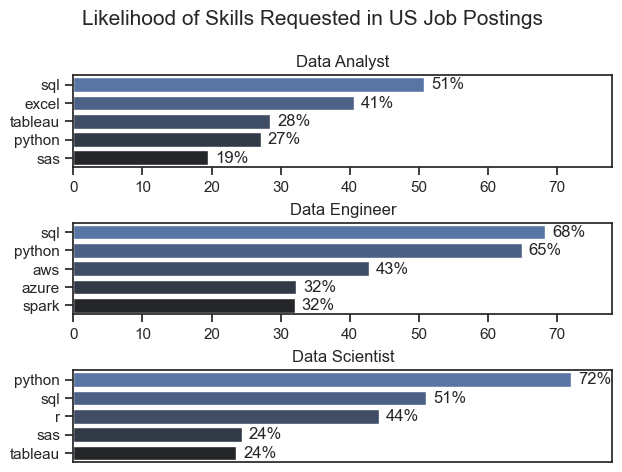 Likelihood of Skills Requested in US Job Postings
Data Analyst
sql 51%
excel 41%
tableau 28%
python 27%
sas 19%
0 10 20 30 40 50 60 70
Data Engineer
sql 68%
python 65%
aws 43%
azure 32%
spark 32%
0 10 20 30 40 50 60 70
Data Scientist
python 72%
sql 51%
r 44%
sas 24%
tableau 24%